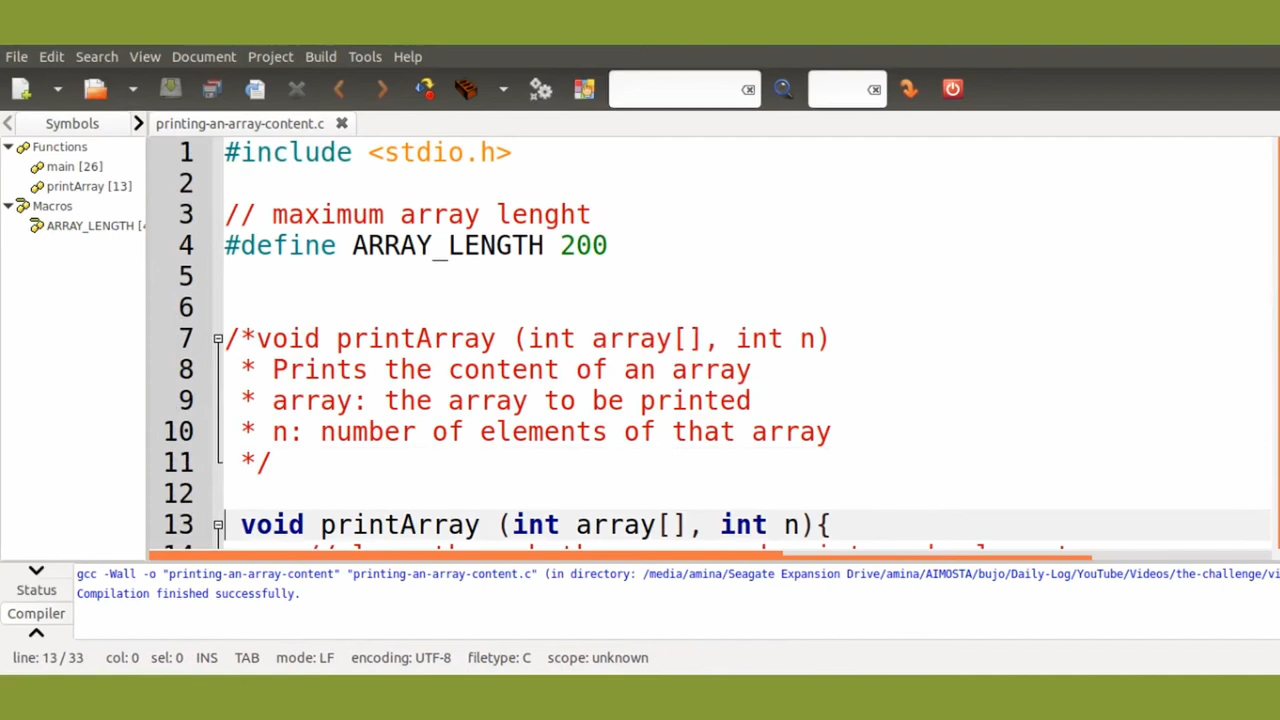 File Edit Search View Document Project Build Tools Help
Symbols
printing-an-array-content.c
Functions
main [26]
printArray [13]
Macros
ARRAY_LENGTH [4
1 #include <stdio.h>
2
3 // maximum array lenght
4 #define ARRAY_LENGTH 200
5
6
7 /*void printArray (int array[], int n)
8 * Prints the content of an array
9 * array: the array to be printed
10 * n: number of elements of that array
11 */
12
13 void printArray (int array[], int n){
Status
Compiler
gcc -Wall -o "printing-an-array-content" "printing-an-array-content.c" (in directory: /media/amina/Seagate Expansion Drive/amina/AIMOSTA/bujo/Daily-Log/YouTube/Videos/the-challenge/vi
Compilation finished successfully.
line: 13 / 33 col: 0 sel: 0 INS TAB mode: LF encoding: UTF-8 filetype: C scope: unknown